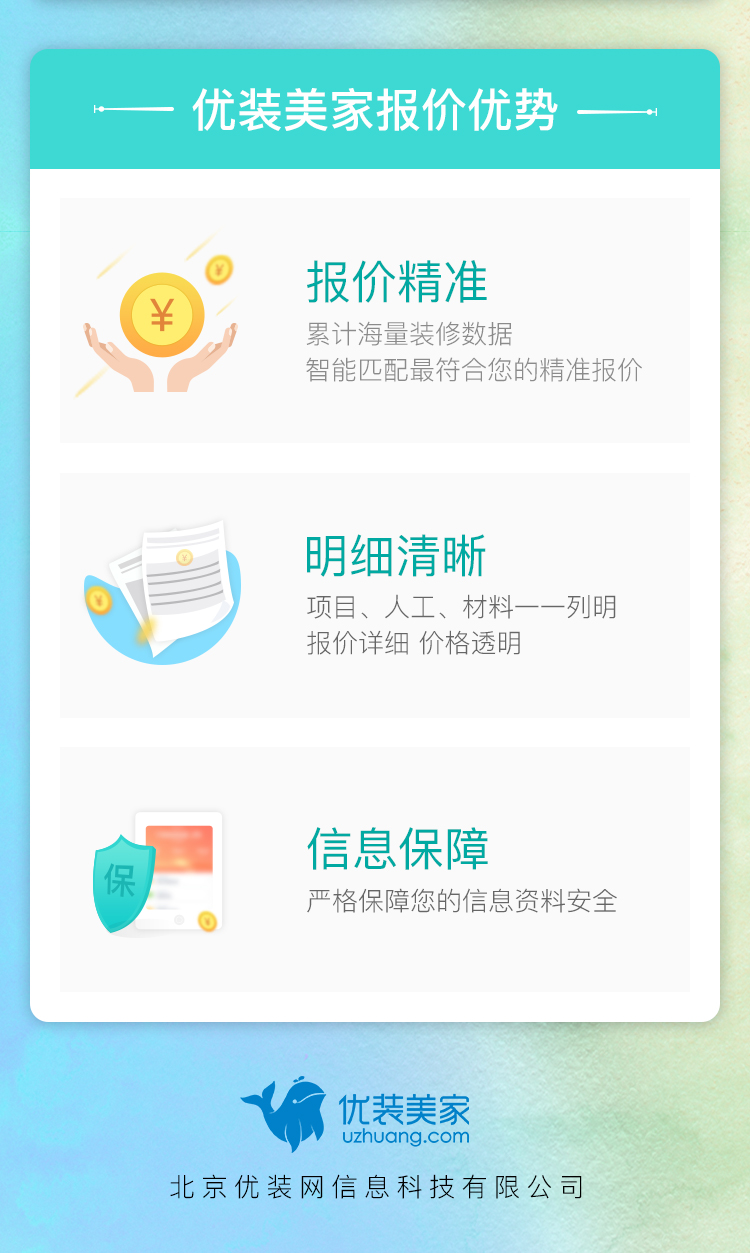 优装美家报价优势
¥
¥
报价精准
累计海量装修数据
智能匹配最符合您的精准报价
¥
¥
明细清晰
项目、人工、材料一一列明
报价详细 价格透明
保
¥
信息保障
严格保障您的信息资料安全
优装美家
uzhuang.com
北京优装网信息科技有限公司